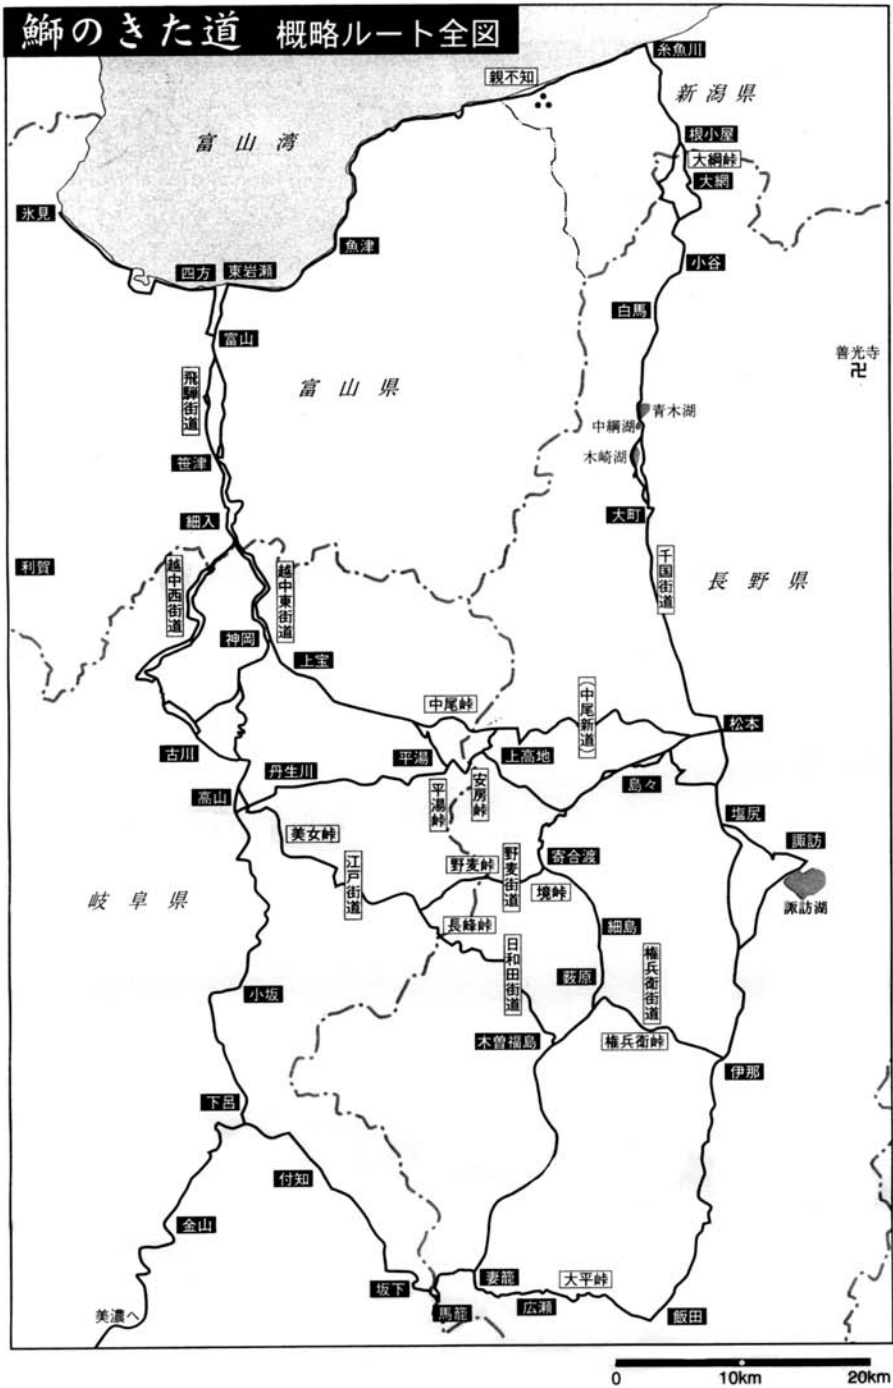 鰤のきた道 概略ルート全図
糸魚川
親不知
新潟県
富山湾
根小屋
大綱峠
大網
氷見
魚津
四方
東岩瀬
小谷
白馬
富山
善光寺
卍
飛騨街道
富山県
青木湖
中綱湖
木崎湖
笹津
大町
細入
利賀
越中西街道
越中東街道
千国街道
長野県
神岡
上宝
中尾峠
(中尾新道)
松本
古川
平湯
上高地
丹生川
島々
高山
平湯峠
安房峠
塩尻
美女峠
諏訪
江戸街道
野麦峠
野麦街道
寄合渡
境峠
岐阜県
諏訪湖
長峰峠
細島
日和田街道
権兵衛街道
小坂
薮原
木曽福島
権兵衛峠
伊那
下呂
付知
金山
坂下
妻籠
大平峠
美濃へ
馬籠
広瀬
飯田
0 10km 20km